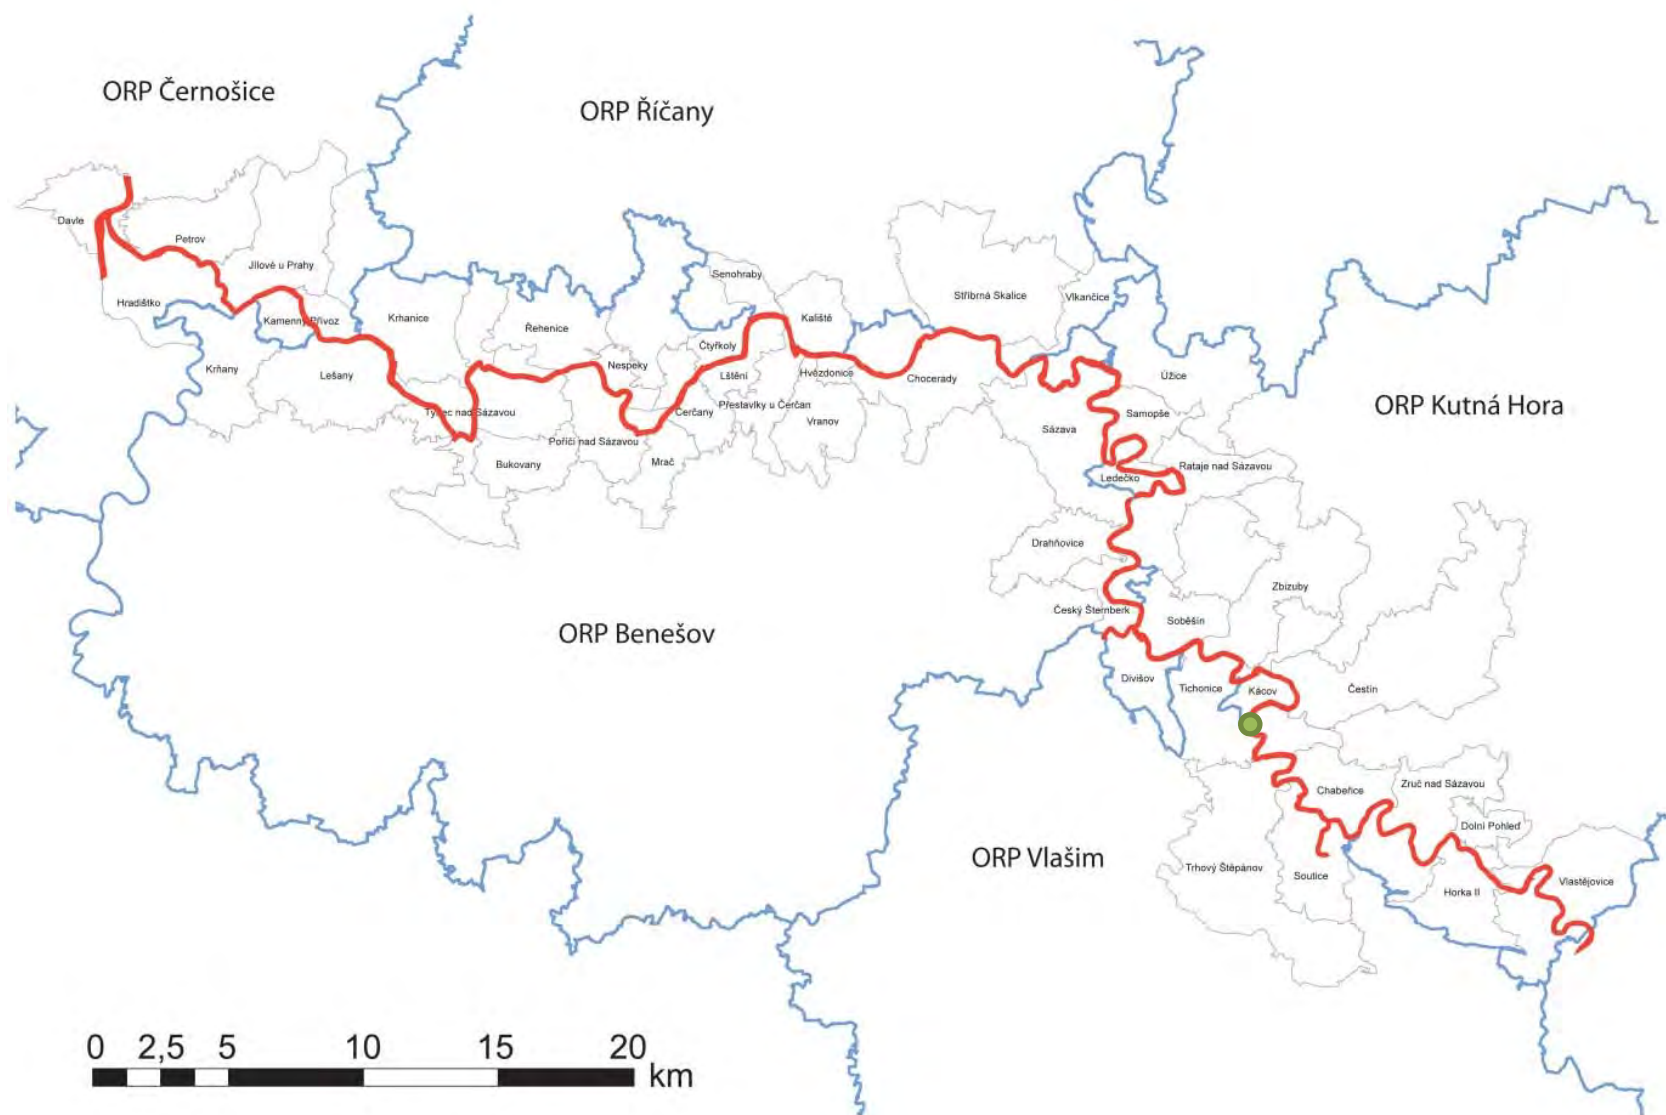 ORP Černošice
ORP Říčany
Davle
Petrov
Jílové u Prahy
Senohraby
Hradištko
Kamenný Přívoz
Krhanice
Řehenice
Kaliště
Stříbrná Skalice
Vlkančice
Krňany
Lešany
Nespeky
Čtyřkoly
Lštění
Hvězdonice
Chocerady
Úžice
ORP Kutná Hora
Týnec nad Sázavou
Čerčany
Přestavlky u Čerčan
Vranov
Samopše
Sázava
Poříčí nad Sázavou
Bukovany
Mrač
Ledečko
Rataje nad Sázavou
Drahňovice
Zbizuby
ORP Benešov
Český Šternberk
Soběšín
Divišov
Tichonice
Kácov
Čestín
Chabeřice
Zruč nad Sázavou
Dolní Pohleď
ORP Vlašim
Trhový Štěpánov
Soutice
Horka II
Vlastějovice
0 2,5 5 10 15 20
km